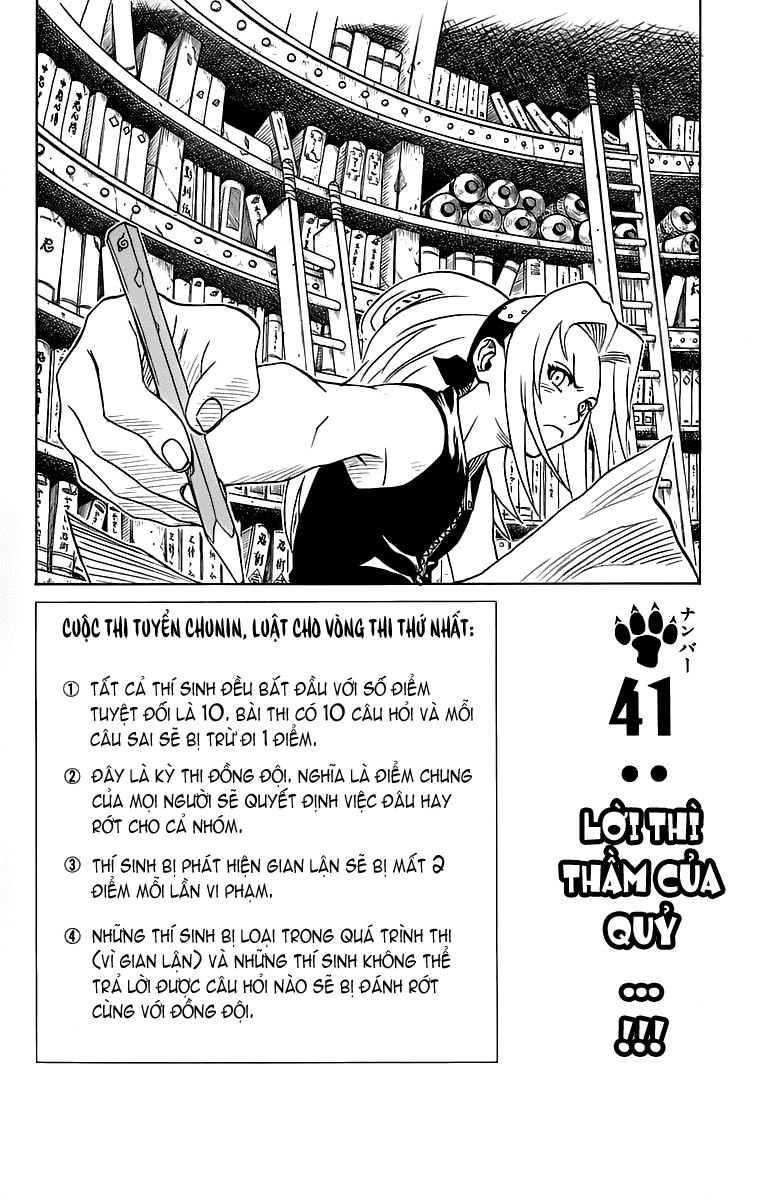 CUỘC THI TUYỂN CHUNIN, LUẬT CHO VÒNG THI THỨ NHẤT:
① TẤT CẢ THÍ SINH ĐỀU BẮT ĐẦU VỚI SỐ ĐIỂM
TUYỆT ĐỐI LÀ 10. BÀI THI CÓ 10 CÂU HỎI VÀ MỖI
CÂU SAI SẼ BỊ TRỪ ĐI 1 ĐIỂM.
② ĐÂY LÀ KỲ THI ĐỒNG ĐỘI. NGHĨA LÀ ĐIỂM CHUNG
CỦA MỌI NGƯỜI SẼ QUYẾT ĐỊNH VIỆC ĐÂU HAY
RỚT CHO CẢ NHÓM.
③ THÍ SINH BỊ PHÁT HIỆN GIAN LẬN SẼ BỊ MẤT 2
ĐIỂM MỖI LẦN VI PHẠM.
④ NHỮNG THÍ SINH BỊ LOẠI TRONG QUÁ TRÌNH THI
(VÌ GIAN LẬN) VÀ NHỮNG THÍ SINH KHÔNG THỂ
TRẢ LỜI ĐƯỢC CÂU HỎI NÀO SẼ BỊ ĐÁNH RỚT
CÙNG VỚI ĐỒNG ĐỘI.
ナンバー
41
••
LỜI THÌ
THẦM CỦA
QUỶ
...
!!!